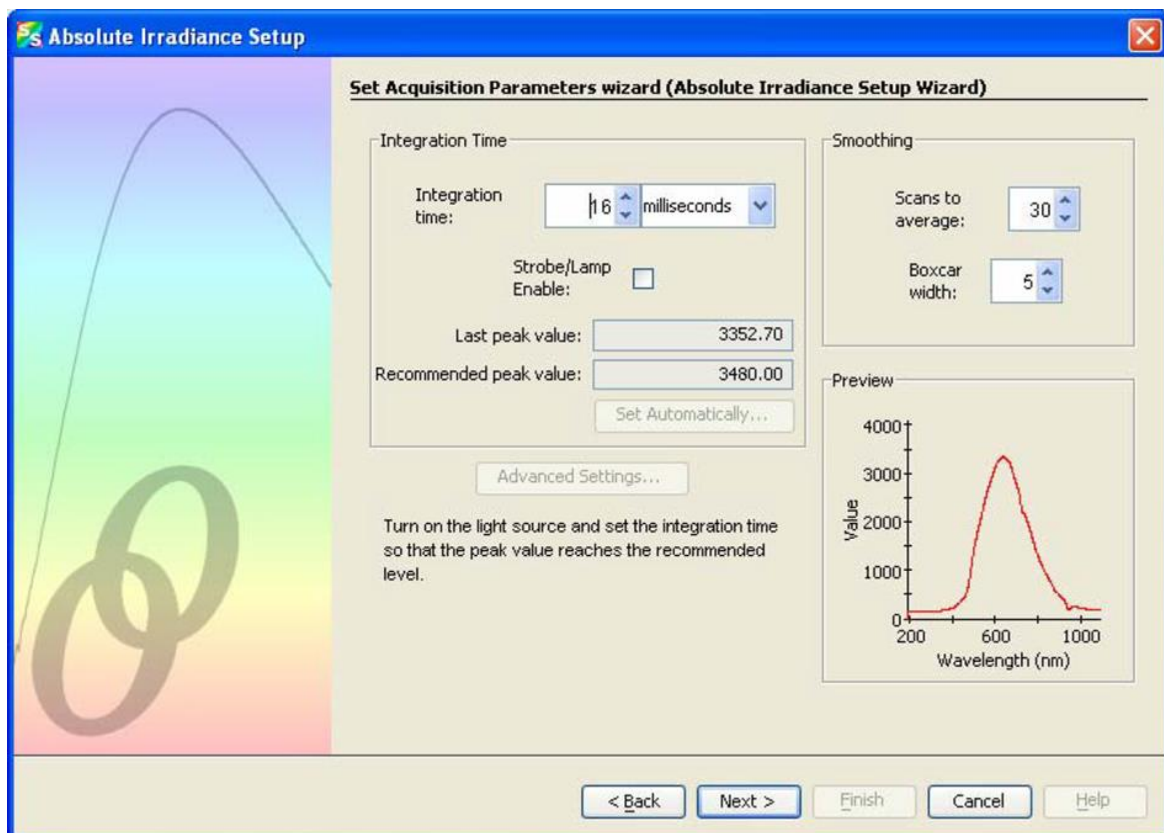 Absolute Irradiance Setup
Set Acquisition Parameters wizard (Absolute Irradiance Setup Wizard)
Integration Time
Integration
time:
16
milliseconds
Strobe/Lamp
Enable:
Last peak value:
3352.70
Recommended peak value:
3480.00
Set Automatically...
Advanced Settings...
Turn on the light source and set the integration time
so that the peak value reaches the recommended
level.
Smoothing
Scans to
average:
30
Boxcar
width:
5
Preview
4000
3000
2000
1000
0
Value
200
600
1000
Wavelength (nm)
< Back
Next >
Finish
Cancel
Help